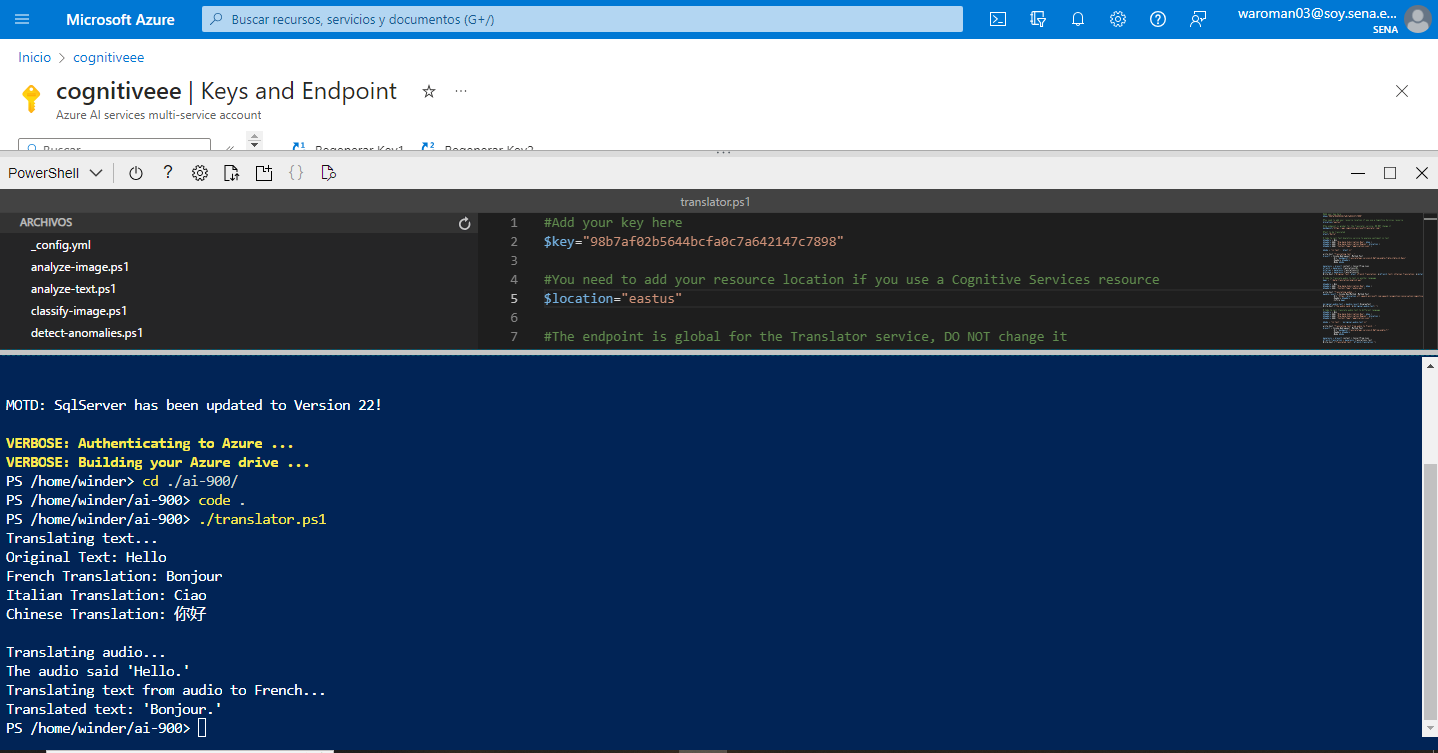 Microsoft Azure
Buscar recursos, servicios y documentos (G+/)
waroman03@soy.sena.e...
SENA
Inicio > cognitiveee
cognitiveee | Keys and Endpoint
Azure AI services multi-service account
Buscar
Regenerar Key1
Regenerar Key2
PowerShell
translator.ps1
ARCHIVOS
_config.yml
analyze-image.ps1
analyze-text.ps1
classify-image.ps1
detect-anomalies.ps1
1 #Add your key here
2 $key="98b7af02b5644bcfa0c7a642147c7898"
3
4 #You need to add your resource location if you use a Cognitive Services resource
5 $location="eastus"
6
7 #The endpoint is global for the Translator service, DO NOT change it
MOTD: SqlServer has been updated to Version 22!
VERBOSE: Authenticating to Azure ...
VERBOSE: Building your Azure drive ...
PS /home/winder> cd ./ai-900/
PS /home/winder/ai-900> code .
PS /home/winder/ai-900> ./translator.ps1
Translating text...
Original Text: Hello
French Translation: Bonjour
Italian Translation: Ciao
Chinese Translation: 你好
Translating audio...
The audio said 'Hello.'
Translating text from audio to French...
Translated text: 'Bonjour.'
PS /home/winder/ai-900>